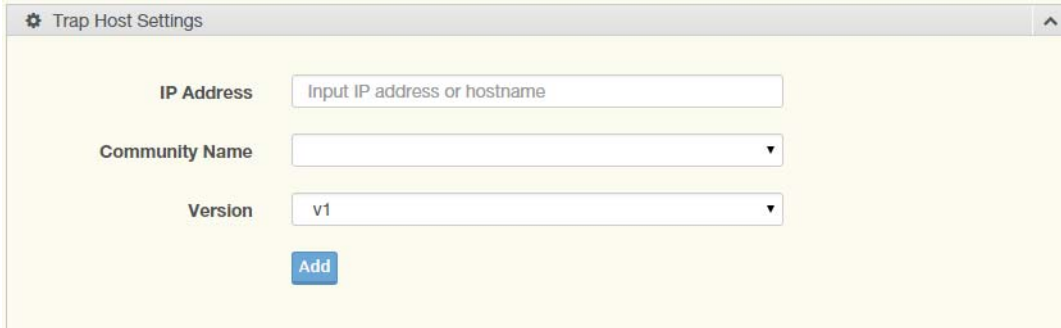 Trap Host Settings
IP Address Input IP address or hostname
Community Name
Version v1
Add